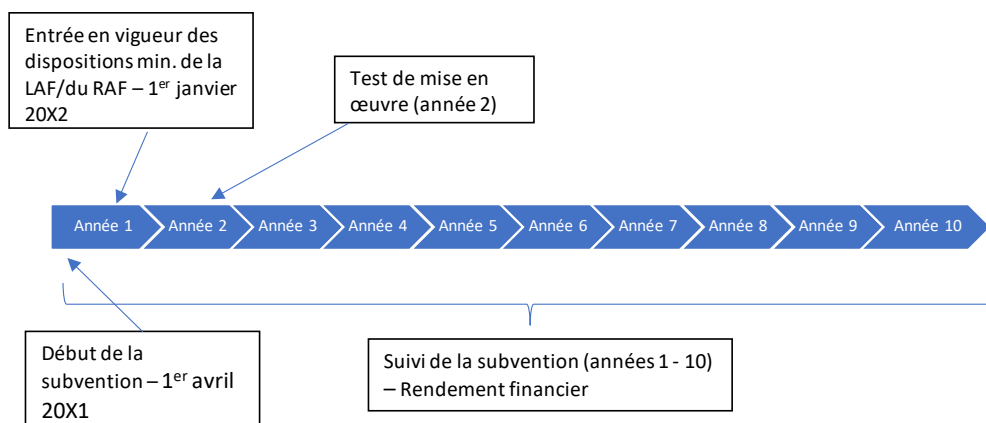 Entrée en vigueur des
dispositions min. de la
LAF/du RAF – 1er janvier
20X2
Test de mise en
œuvre (année 2)
Année 1
Année 2
Année 3
Année 4
Année 5
Année 6
Année 7
Année 8
Année 9
Année 10
Début de la
subvention – 1er avril
20X1
Suivi de la subvention (années 1 - 10)
– Rendement financier